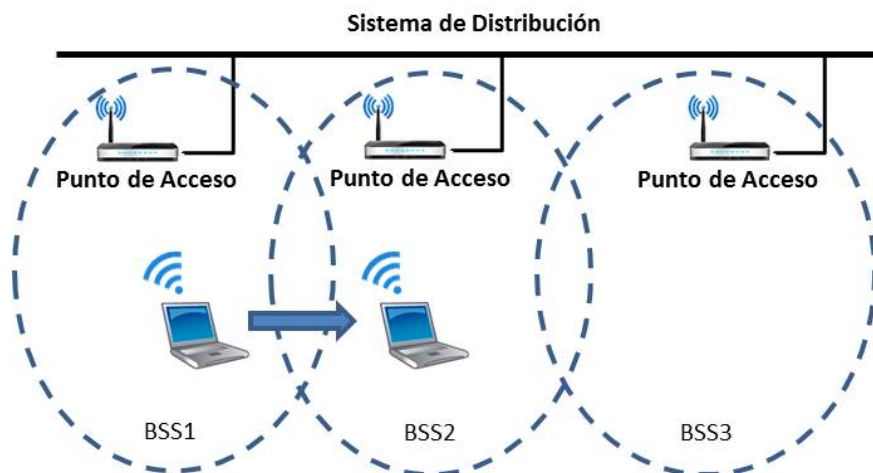 Sistema de Distribución
Punto de Acceso
Punto de Acceso
Punto de Acceso
BSS1
BSS2
BSS3